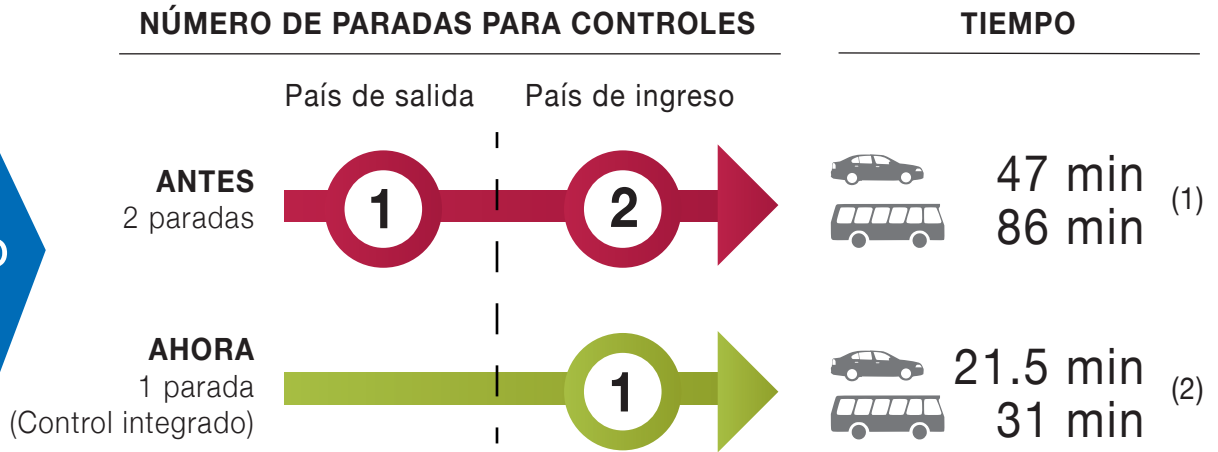 NÚMERO DE PARADAS PARA CONTROLES
TIEMPO
País de salida
País de ingreso
ANTES
2 paradas
1
2
47 min
86 min
(1)
O
AHORA
1 parada
(Control integrado)
1
21.5 min
31 min
(2)